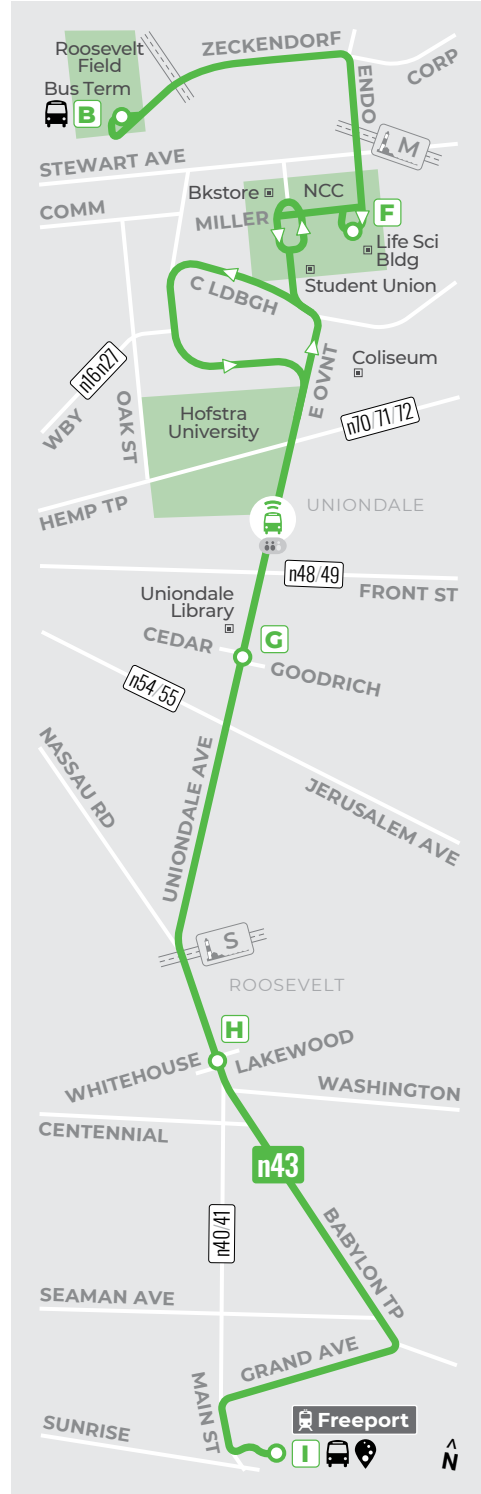 ZECKENDORF
Roosevelt
Field
Bus Term
B
ENDO
CORP
M
STEWART AVE
COMM
Bkstore
NCC
MILLER
F
Life Sci
Bldg
Student Union
C LDBGH
E OVNT
Coliseum
n16n27
WBY
OAK ST
Hofstra
University
n70/71/72
HEMP TP
UNIONDALE
n48/49
FRONT ST
Uniondale
Library
CEDAR
G
GOODRICH
n54/55
NASSAU RD
UNIONDALE AVE
JERUSALEM AVE
S
ROOSEVELT
H
WHITEHOUSE
LAKEWOOD
WASHINGTON
CENTENNIAL
n43
n40/41
BABYLON TP
SEAMAN AVE
GRAND AVE
MAIN ST
Freeport
SUNRISE
I
N